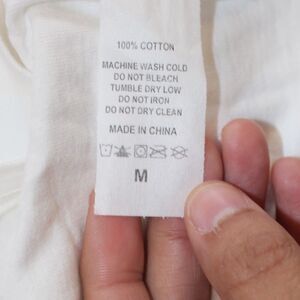 100% COTTON
MACHINE WASH COLD
DO NOT BLEACH
TUMBLE DRY LOW
DO NOT IRON
DO NOT DRY CLEAN
MADE IN CHINA
M